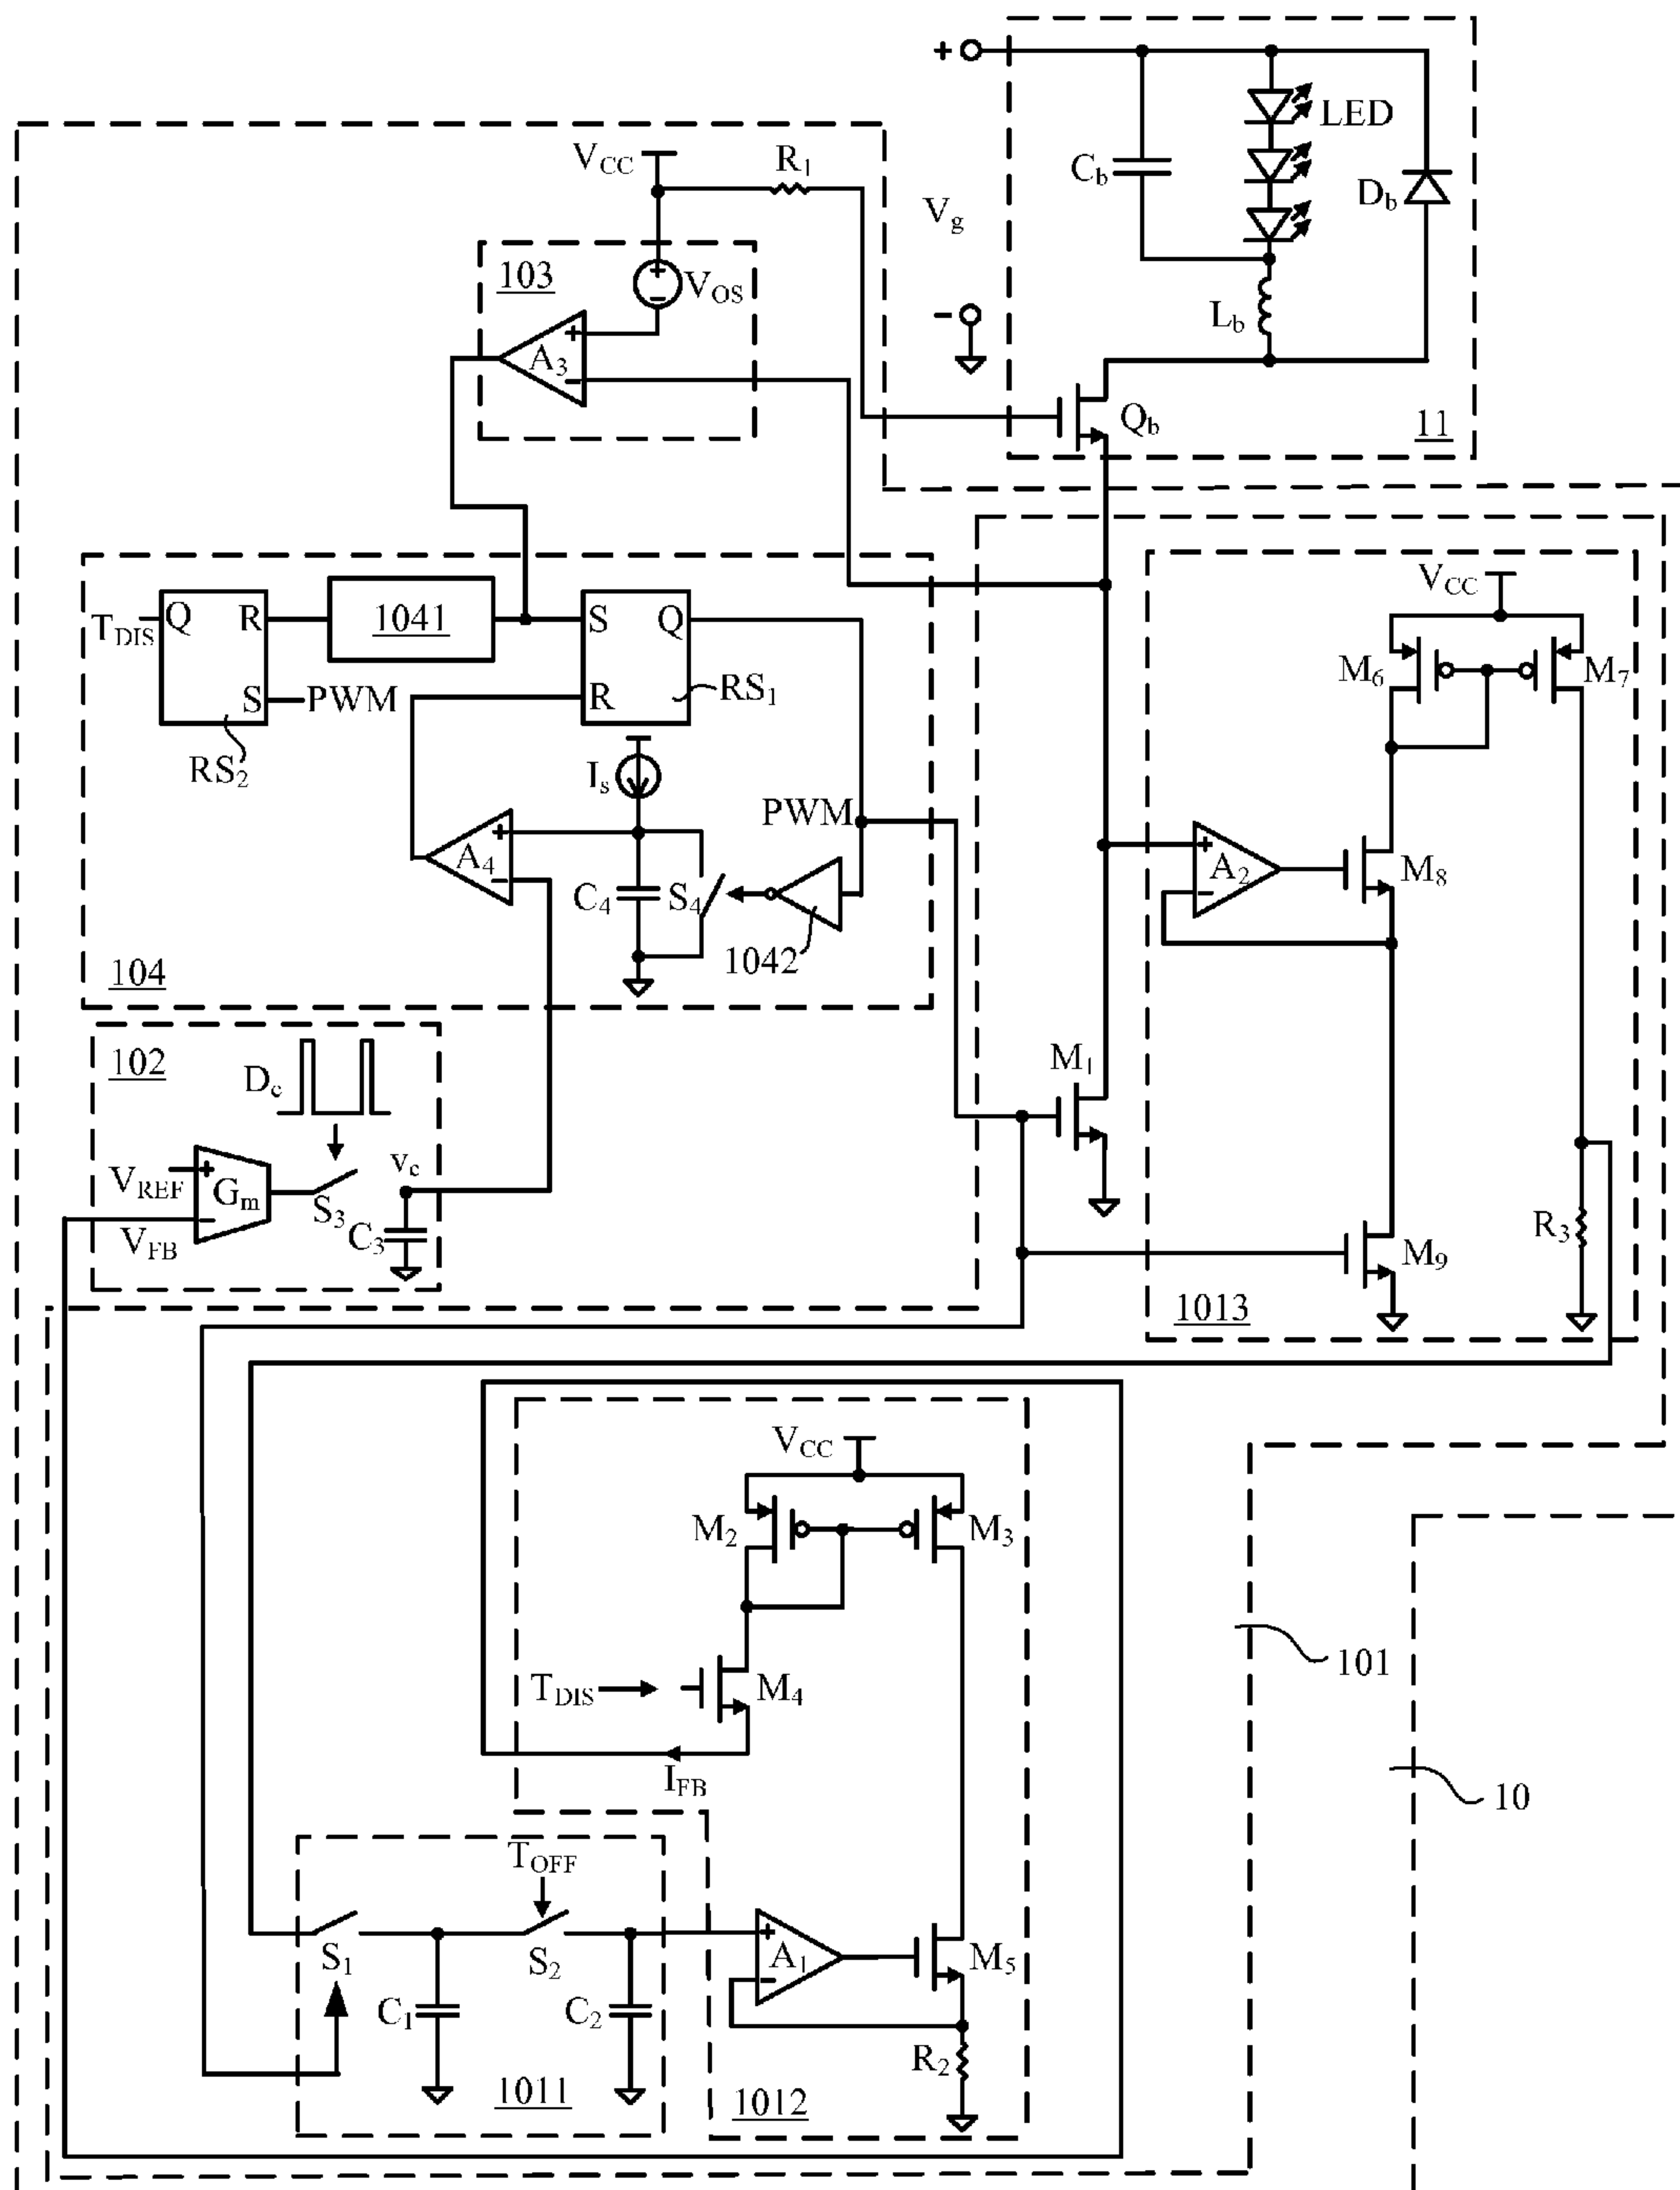 +
V_CC
R_1
LED
C_b
D_b
V_g
103
+
−
V_OS
L_b
−
+
A_3
−
Q_b
11
V_CC
T_DIS
Q
R
1041
S
Q
M_6
M_7
S
PWM
R
RS_1
RS_2
I_s
PWM
+
A_4
−
C_4
S_4
+
A_2
−
M_8
1042
104
102
D_c
M_1
V_REF
+
G_m
−
S_3
v_c
V_FB
C_3
R_3
M_9
1013
V_CC
M_2
M_3
101
T_DIS
M_4
I_FB
10
T_OFF
S_1
S_2
+
A_1
−
M_5
C_1
C_2
R_2
1011
1012